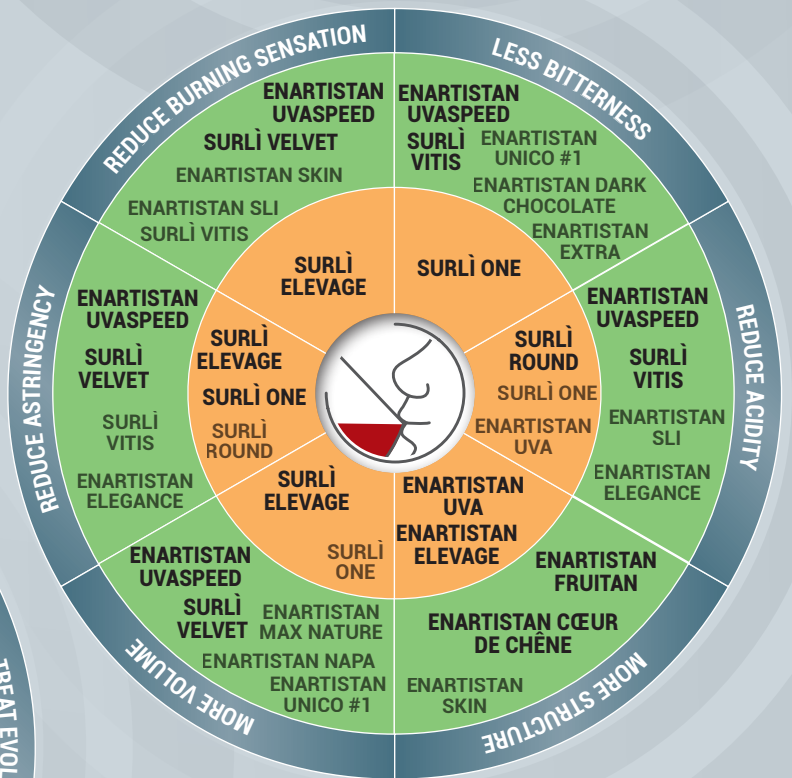 REDUCE BURNING SENSATION
ENARTISTAN
UVASPEED
SURLÌ VELVET
ENARTISTAN SKIN
ENARTISTAN SLI
SURLÌ VITIS
SURLÌ
ELEVAGE
LESS BITTERNESS
ENARTISTAN
UVASPEED
SURLÌ
VITIS
ENARTISTAN
UNICO #1
ENARTISTAN DARK
CHOCOLATE
ENARTISTAN
EXTRA
SURLÌ ONE
REDUCE ACIDITY
ENARTISTAN
UVASPEED
SURLÌ
VITIS
ENARTISTAN
SLI
ENARTISTAN
ELEGANCE
SURLÌ
ROUND
SURLÌ ONE
ENARTISTAN
UVA
MORE STRUCTURE
ENARTISTAN
UVA
ENARTISTAN
ELEVAGE
ENARTISTAN
FRUITAN
ENARTISTAN CŒUR
DE CHÊNE
ENARTISTAN
SKIN
MORE VOLUME
SURLÌ
ELEVAGE
SURLÌ
ONE
ENARTISTAN
UVASPEED
SURLÌ
VELVET
ENARTISTAN
MAX NATURE
ENARTISTAN NAPA
ENARTISTAN
UNICO #1
REDUCE ASTRINGENCY
ENARTISTAN
UVASPEED
SURLÌ
VELVET
SURLÌ
VITIS
ENARTISTAN
ELEGANCE
SURLÌ
ELEVAGE
SURLÌ ONE
SURLÌ
ROUND
TREAT EVOL